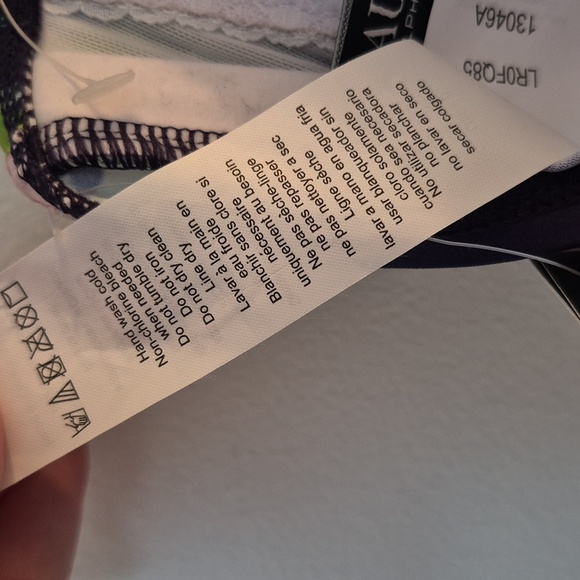 Hand wash cold
Non-chlorine bleach
when needed
Do not tumble dry
Do not iron
Do not dry clean
Line dry
Lavar à la main en
eau froide
Blanchir sans clore si
nécessaire
uniquement au besoin
Ne pas sèche-linge
ne pas repasser
ne pas nettoyer a sec
Ligne sèche
lavar a mano en agua fria
usar blanqueador sin
cloro solamente
cuando sea necesario
No utilizar secadora
no planchar
no lavar en seco
secar colgado
LR0FQ85
13046A